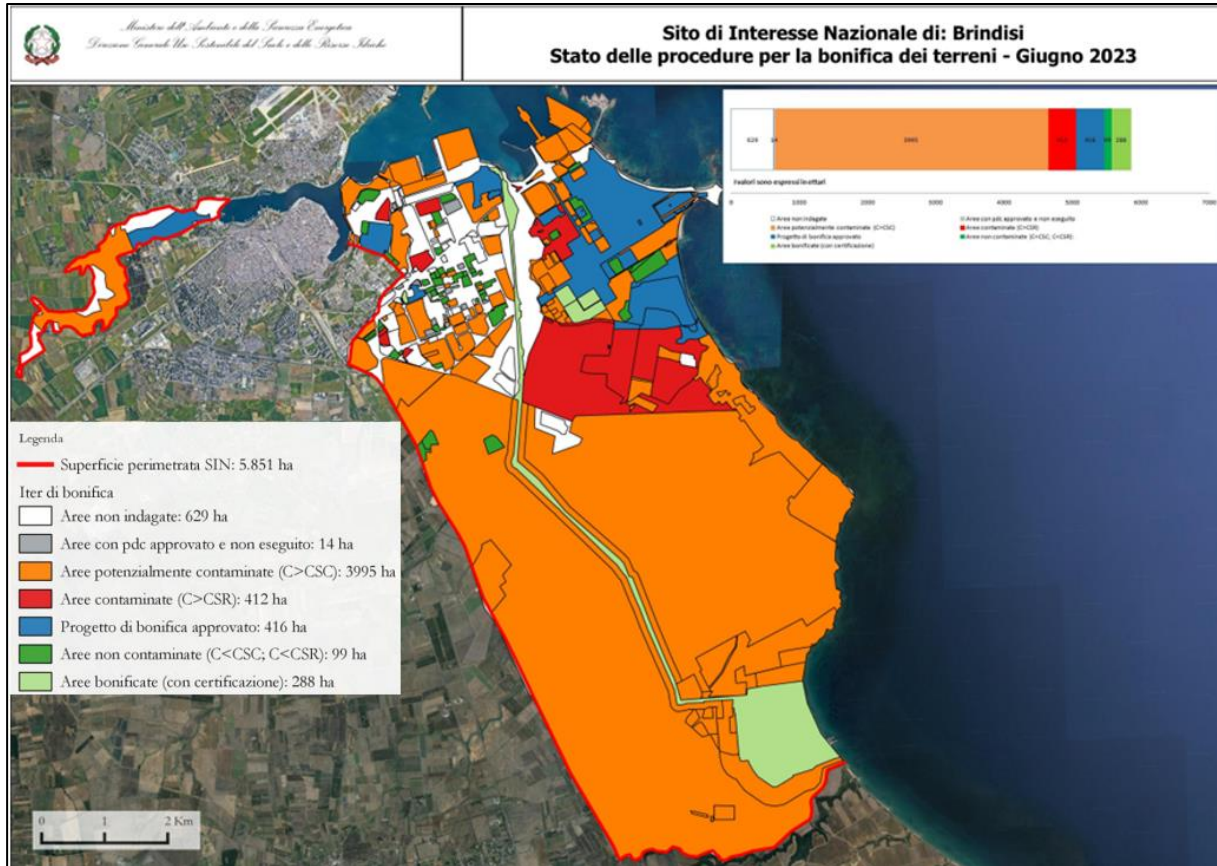 Ministero dell'Ambiente e della Sicurezza Energetica
Direzione Generale Uso Sostenibile del Suolo e delle Risorse Idriche
Sito di Interesse Nazionale di: Brindisi
Stato delle procedure per la bonifica dei terreni - Giugno 2023
629 14 3995 412 416 99 288
I valori sono espressi in ettari
0 1000 2000 3000 4000 5000 6000 7000
Aree non indagate
Aree con pdc approvato e non eseguito
Aree potenzialmente contaminate (C>CSC)
Aree contaminate (C>CSR)
Progetto di bonifica approvato
Aree non contaminate (C<CSC; C<CSR)
Aree bonificate (con certificazione)
Legenda
Superficie perimetrata SIN: 5.851 ha
Iter di bonifica
Aree non indagate: 629 ha
Aree con pdc approvato e non eseguito: 14 ha
Aree potenzialmente contaminate (C>CSC): 3995 ha
Aree contaminate (C>CSR): 412 ha
Progetto di bonifica approvato: 416 ha
Aree non contaminate (C<CSC; C<CSR): 99 ha
Aree bonificate (con certificazione): 288 ha
0 1 2 Km